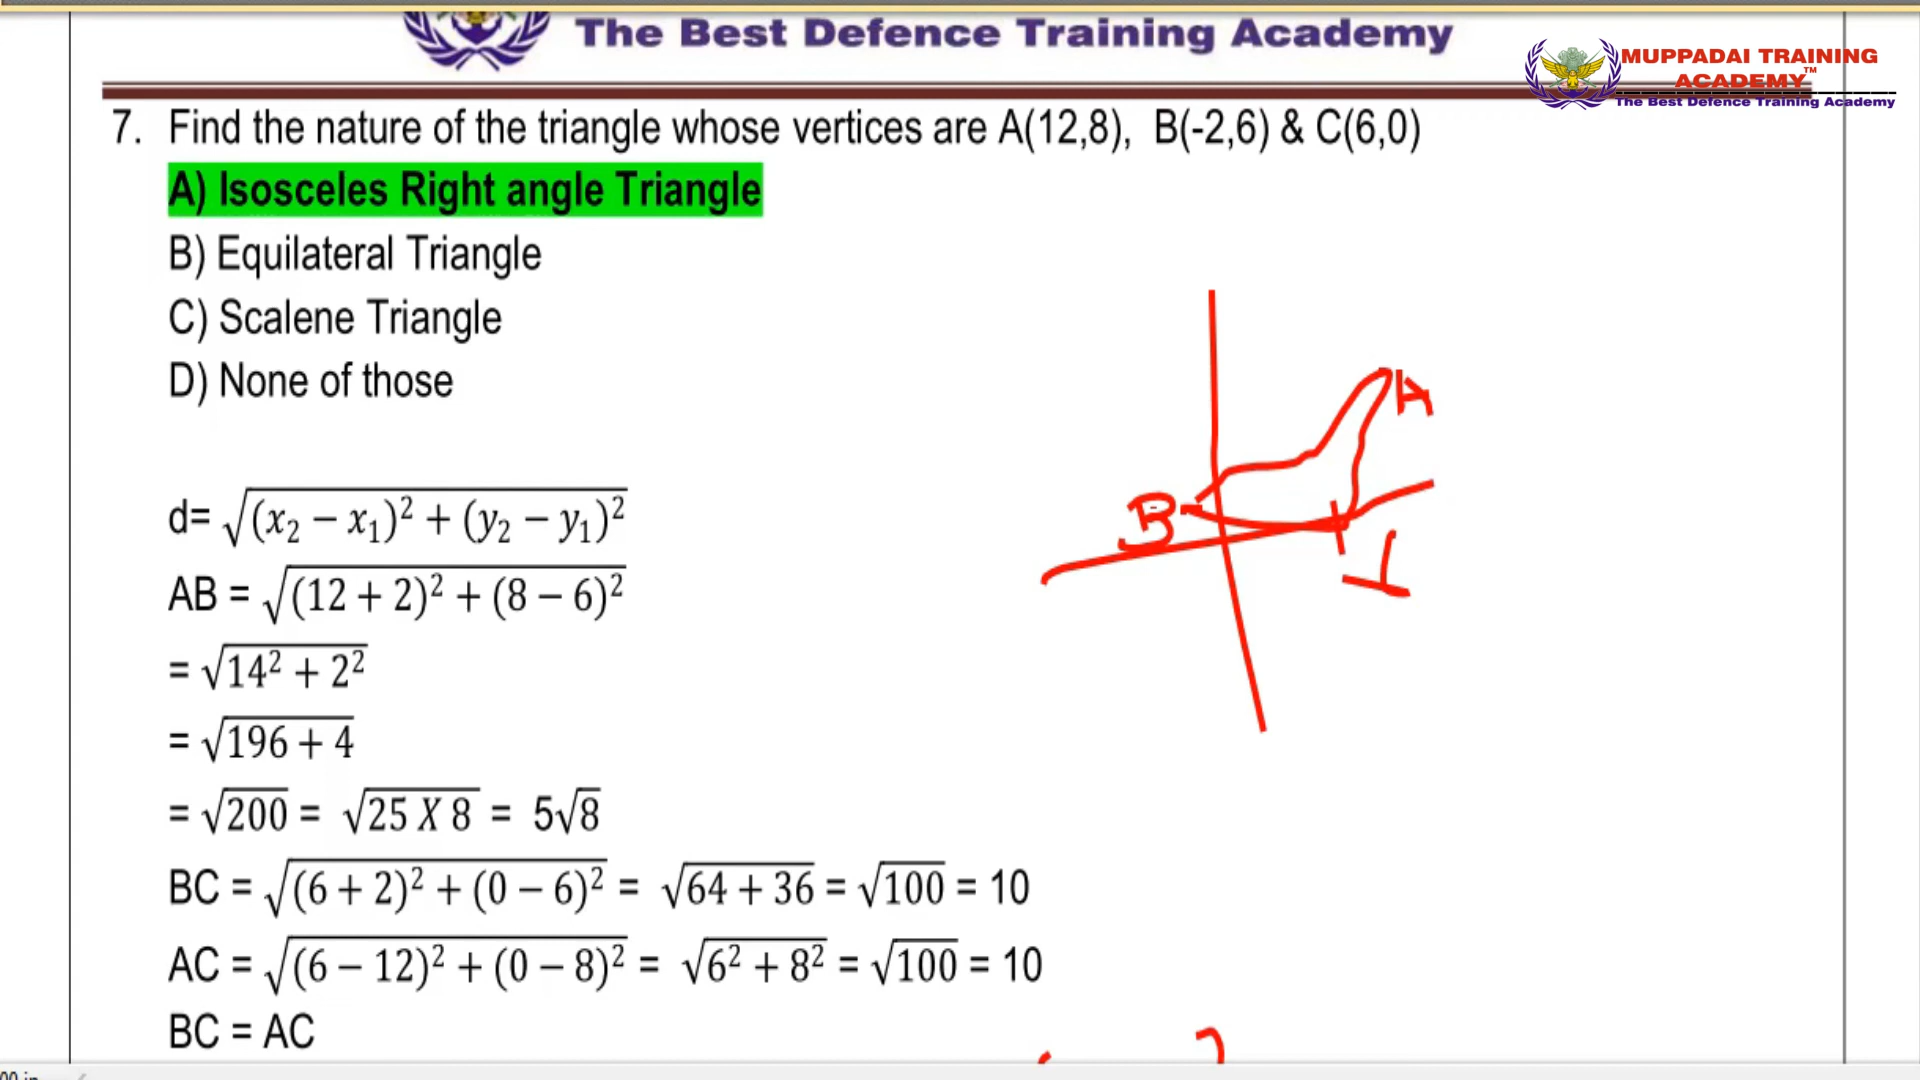 The Best Defence Training Academy
MUPPADAI TRAINING
ACADEMY™
The Best Defence Training Academy
7. Find the nature of the triangle whose vertices are A(12,8), B(-2,6) & C(6,0)
A) Isosceles Right angle Triangle
B) Equilateral Triangle
C) Scalene Triangle
D) None of those
d= √(x₂ − x₁)² + (y₂ − y₁)²
AB = √(12 + 2)² + (8 − 6)²
= √14² + 2²
= √196 + 4
= √200 = √25 X 8 = 5√8
BC = √(6 + 2)² + (0 − 6)² = √64 + 36 = √100 = 10
AC = √(6 − 12)² + (0 − 8)² = √6² + 8² = √100 = 10
BC = AC
A
B